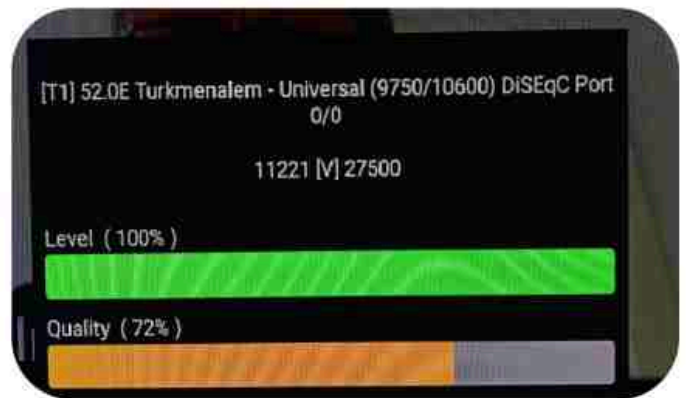 [T1] 52.0E Turkmenalem - Universal (9750/10600) DiSEqC Port
0/0
11221 [V] 27500
Level ( 100% )
Quality ( 72% )